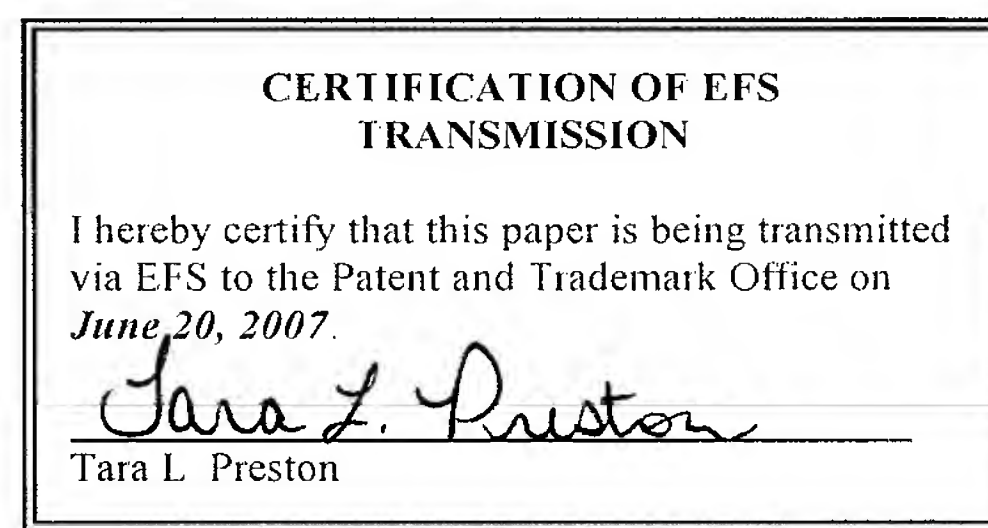 CERTIFICATION OF EFS
TRANSMISSION
I hereby certify that this paper is being transmitted
via EFS to the Patent and Trademark Office on
June 20, 2007.
Tara L. Preston
Tara L Preston